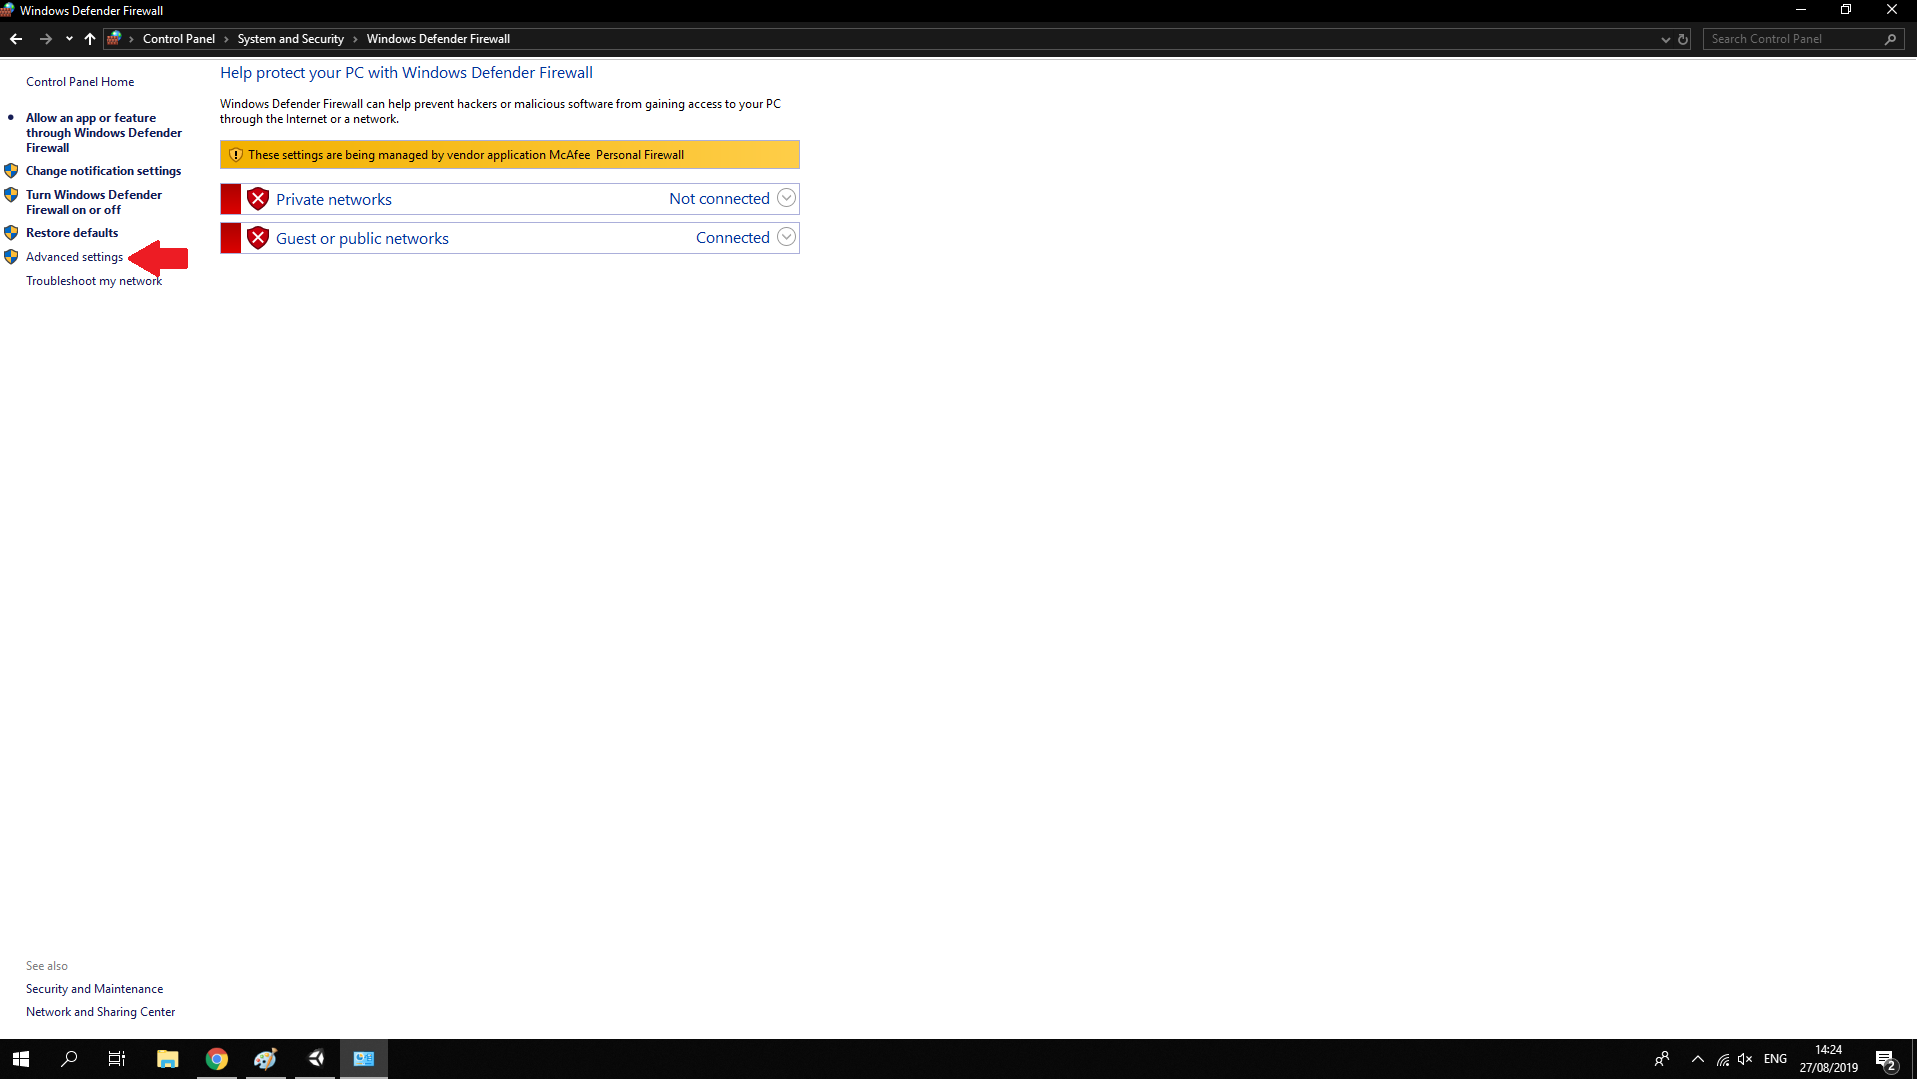 Windows Defender Firewall
Control Panel > System and Security > Windows Defender Firewall
Search Control Panel
Control Panel Home
Allow an app or feature
through Windows Defender
Firewall
Change notification settings
Turn Windows Defender
Firewall on or off
Restore defaults
Advanced settings
Troubleshoot my network
Help protect your PC with Windows Defender Firewall
Windows Defender Firewall can help prevent hackers or malicious software from gaining access to your PC
through the Internet or a network.
These settings are being managed by vendor application McAfee  Personal Firewall
Private networks
Not connected
Guest or public networks
Connected
See also
Security and Maintenance
Network and Sharing Center
ENG
14:24
27/08/2019
2